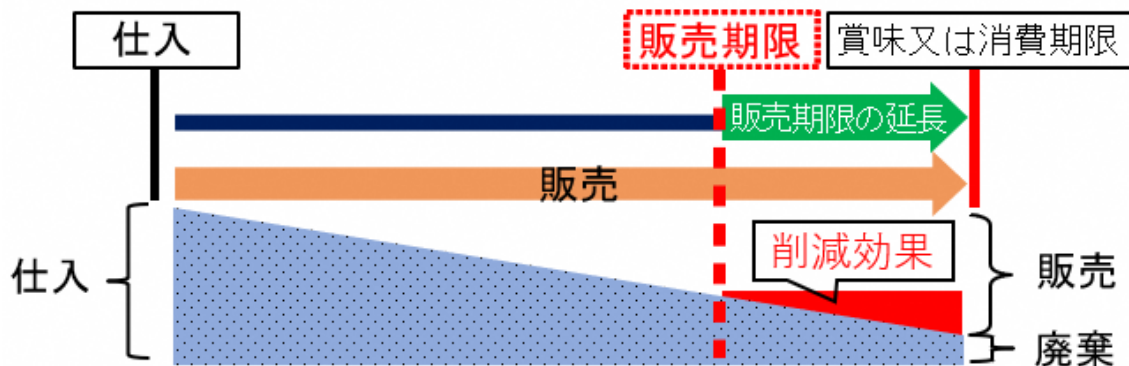 仕入
販売期限
賞味又は消費期限
販売期限の延長
販売
削減効果
仕入
販売
廃棄